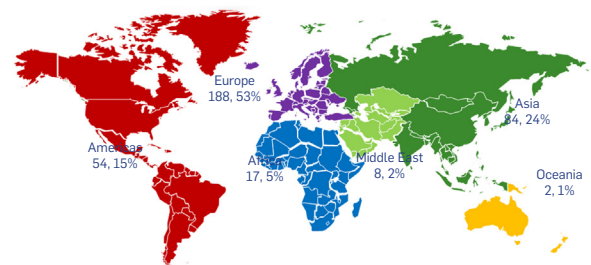 Europe
188, 53%
Asia
84, 24%
Americas
54, 15%
Africa
17, 5%
Middle East
8, 2%
Oceania
2, 1%